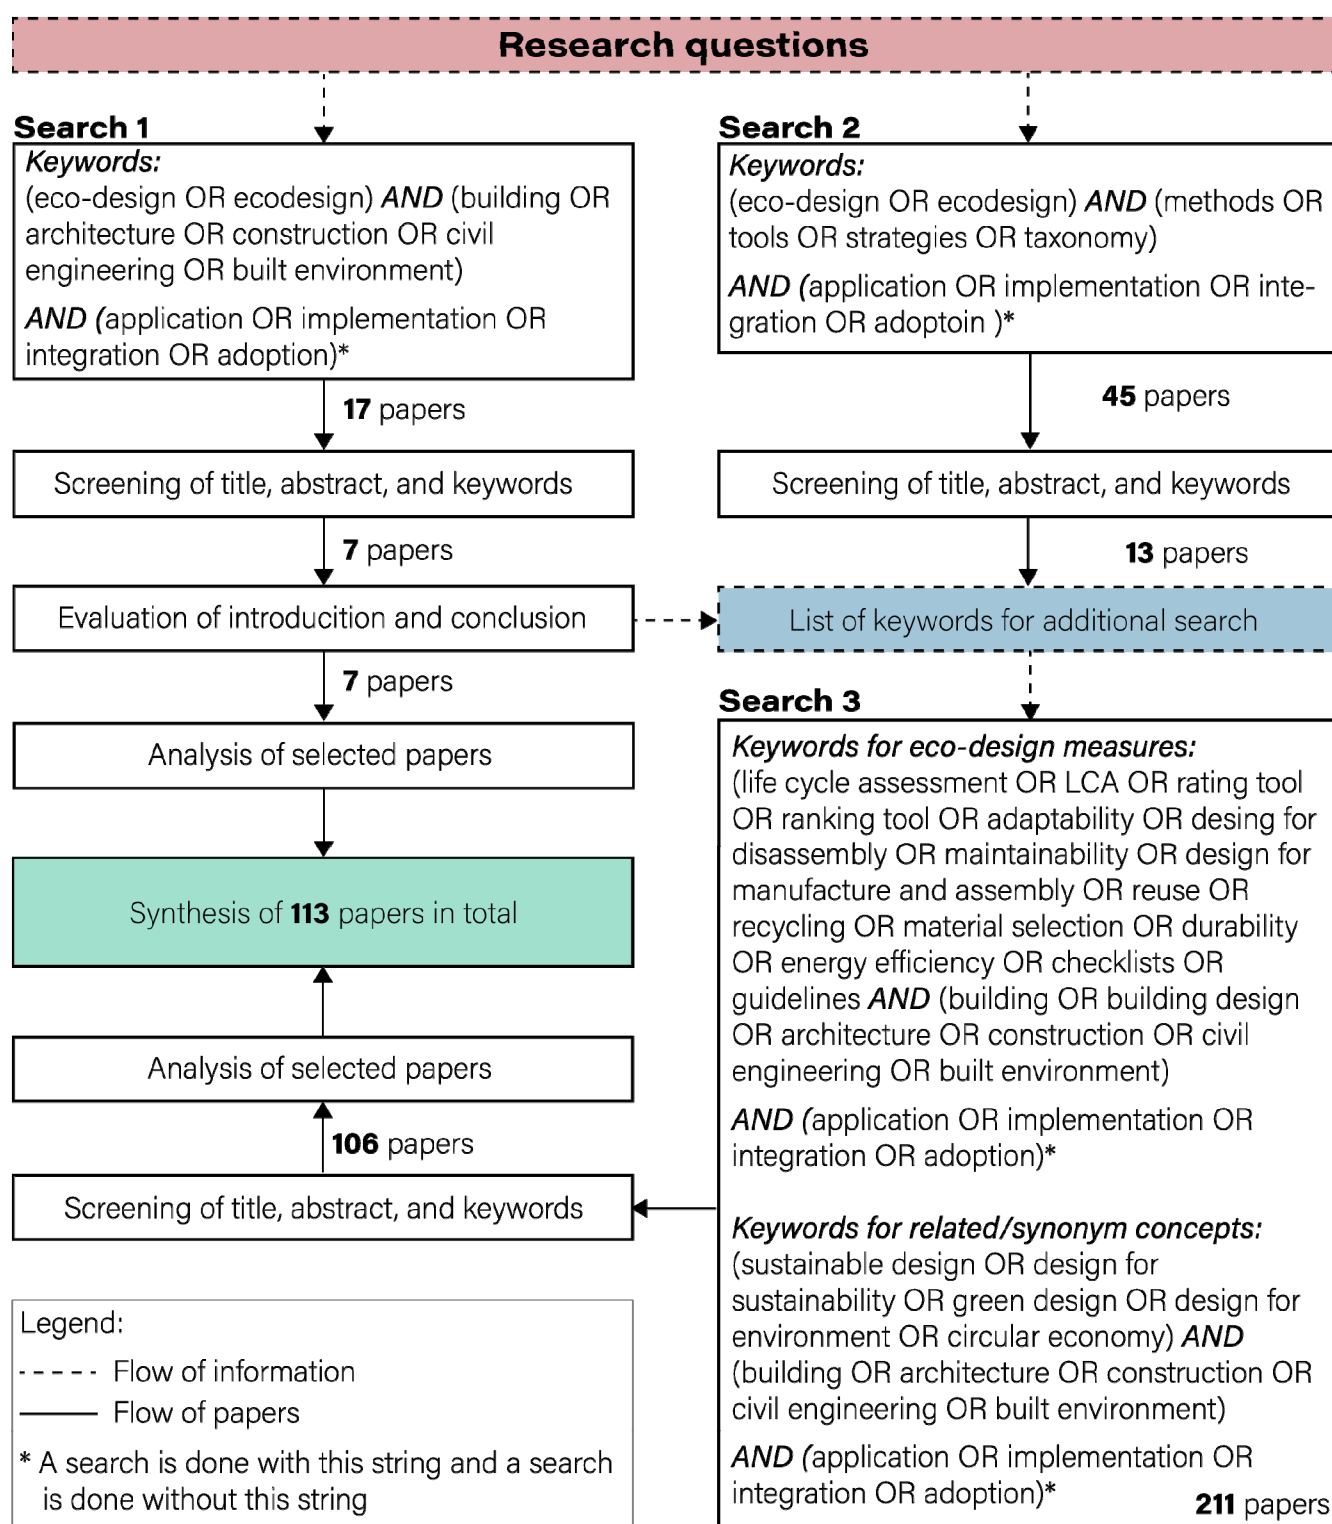 Research questions
Search 1
Keywords:
(eco-design OR ecodesign) AND (building OR
architecture OR construction OR civil
engineering OR built environment)
AND (application OR implementation OR
integration OR adoption)*
17 papers
Screening of title, abstract, and keywords
7 papers
Evaluation of introducition and conclusion
7 papers
Analysis of selected papers
Synthesis of 113 papers in total
Analysis of selected papers
106 papers
Screening of title, abstract, and keywords
Search 2
Keywords:
(eco-design OR ecodesign) AND (methods OR
tools OR strategies OR taxonomy)
AND (application OR implementation OR inte-
gration OR adoptoin )*
45 papers
Screening of title, abstract, and keywords
13 papers
List of keywords for additional search
Search 3
Keywords for eco-design measures:
(life cycle assessment OR LCA OR rating tool
OR ranking tool OR adaptability OR desing for
disassembly OR maintainability OR design for
manufacture and assembly OR reuse OR
recycling OR material selection OR durability
OR energy efficiency OR checklists OR
guidelines AND (building OR building design
OR architecture OR construction OR civil
engineering OR built environment)
AND (application OR implementation OR
integration OR adoption)*
Keywords for related/synonym concepts:
(sustainable design OR design for
sustainability OR green design OR design for
environment OR circular economy) AND
(building OR architecture OR construction OR
civil engineering OR built environment)
AND (application OR implementation OR
integration OR adoption)*
211 papers
Legend:
Flow of information
Flow of papers
* A search is done with this string and a search
is done without this string